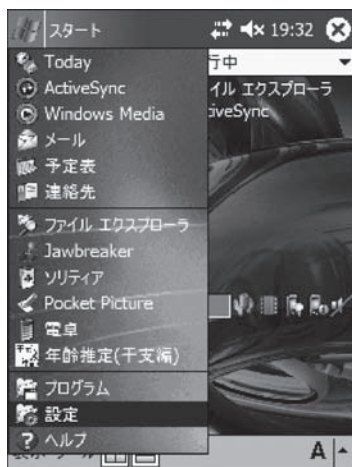 スタート 19:32
Today
ActiveSync
Windows Media
メール
予定表
連絡先
ファイル エクスプローラ
Jawbreaker
ソリティア
Pocket Picture
電卓
年齢推定(干支編)
プログラム
設定
ヘルプ
行中
イル エクスプローラ
iveSync
A